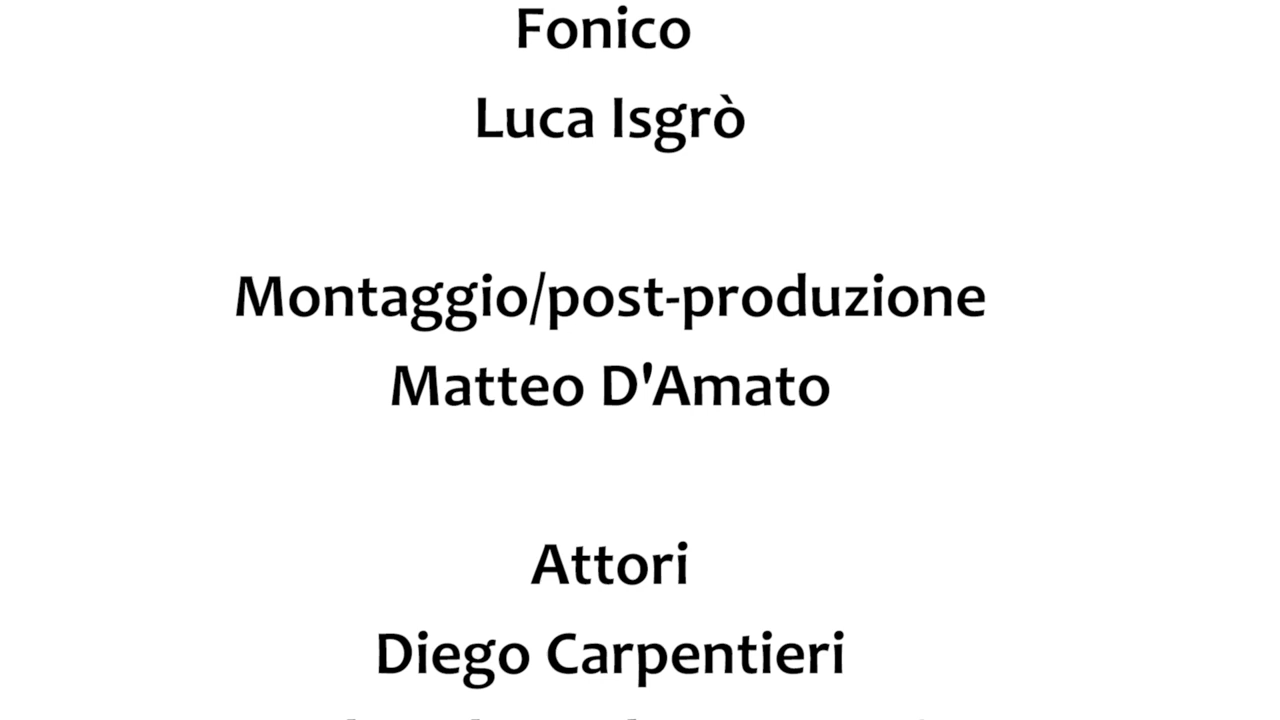 Fonico
Luca Isgrò
Montaggio/post-produzione
Matteo D'Amato
Attori
Diego Carpentieri